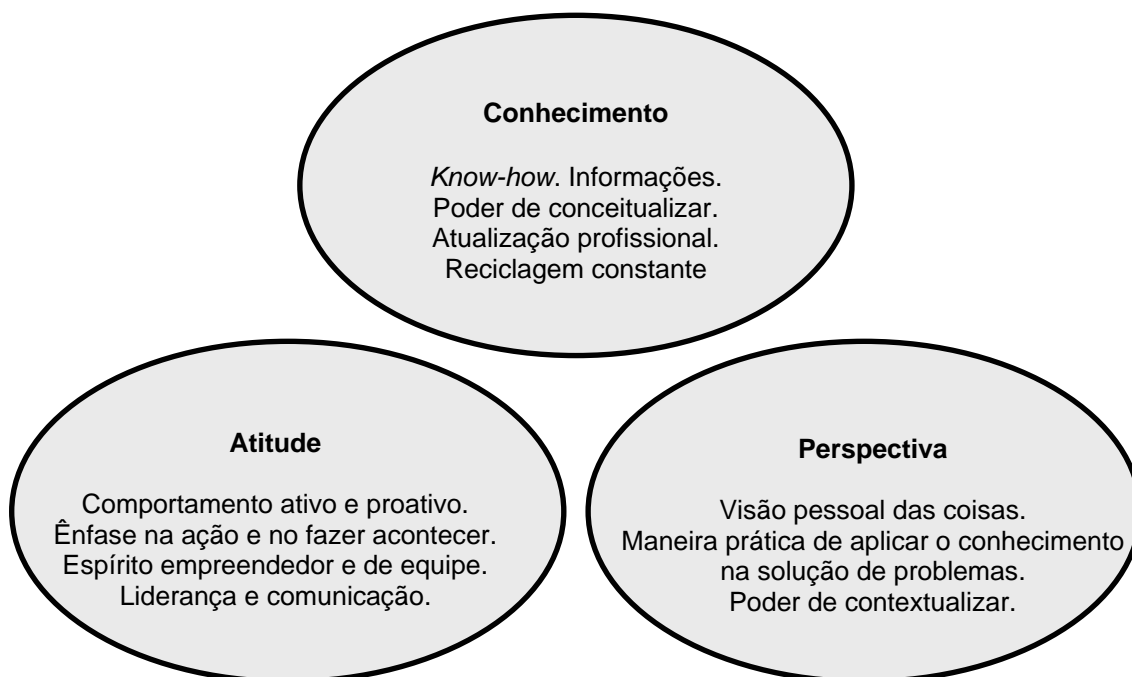 Conhecimento
Know-how. Informações.
Poder de conceitualizar.
Atualização profissional.
Reciclagem constante
Atitude
Comportamento ativo e proativo.
Ênfase na ação e no fazer acontecer.
Espírito empreendedor e de equipe.
Liderança e comunicação.
Perspectiva
Visão pessoal das coisas.
Maneira prática de aplicar o conhecimento
na solução de problemas.
Poder de contextualizar.